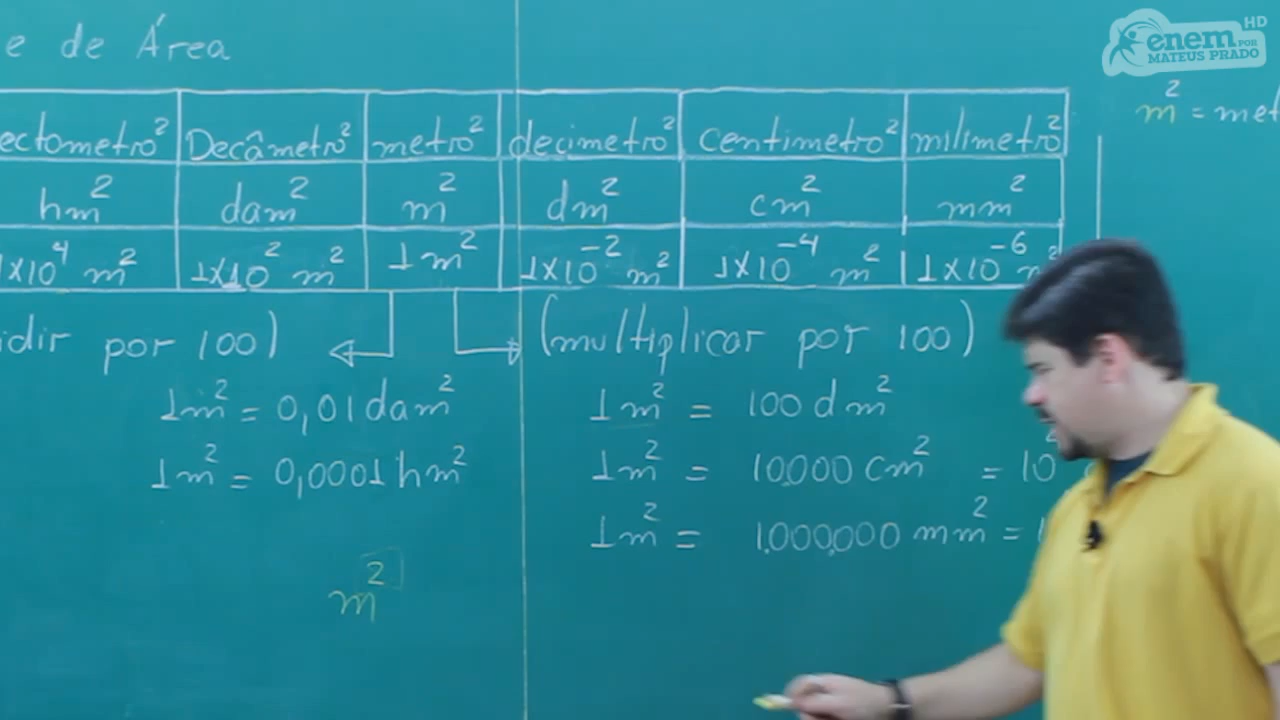 e de Área
ectometro² Decâmetro² metro² decimetro² centimetro² milimetro²
hm² dam² m² dm² cm² mm²
1x10⁴ m² 1x10² m² 1m² 1x10⁻² m² 1x10⁻⁴ m² 1x10⁻⁶ m²
idir por 100) (multiplicar por 100)
1m² = 0,01 dam²
1m² = 0,0001 hm²
m²
1m² = 100 dm²
1m² = 10.000 cm² = 10
1m² = 1.000.000 mm² = 1
m² = met
enem HD
POR
MATEUS PRADO